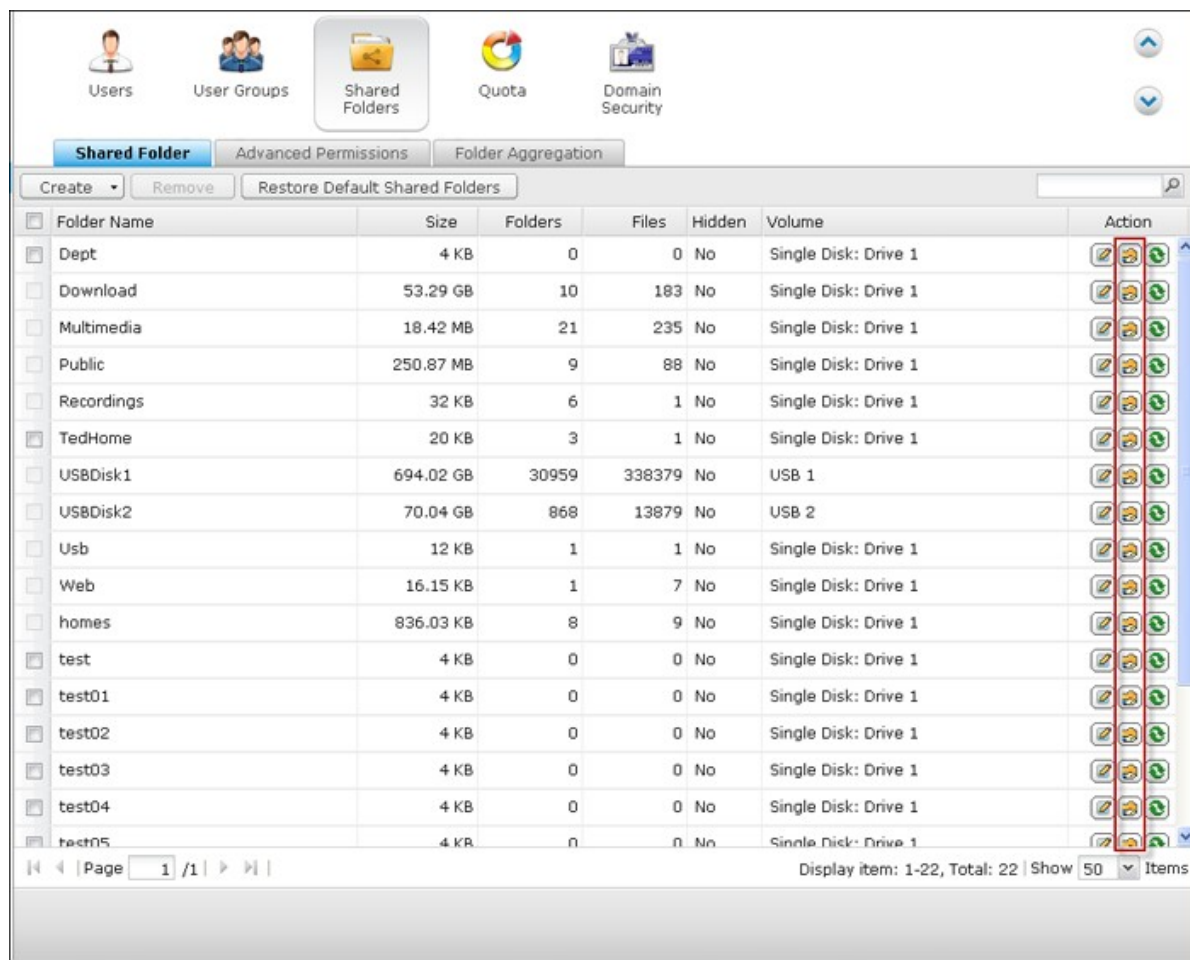 Users User Groups Shared Folders Quota Domain Security
Shared Folder Advanced Permissions Folder Aggregation
Create Remove Restore Default Shared Folders
Folder Name Size Folders Files Hidden Volume Action
Dept 4 KB 0 0 No Single Disk: Drive 1
Download 53.29 GB 10 183 No Single Disk: Drive 1
Multimedia 18.42 MB 21 235 No Single Disk: Drive 1
Public 250.87 MB 9 88 No Single Disk: Drive 1
Recordings 32 KB 6 1 No Single Disk: Drive 1
TedHome 20 KB 3 1 No Single Disk: Drive 1
USBDisk1 694.02 GB 30959 338379 No USB 1
USBDisk2 70.04 GB 868 13879 No USB 2
Usb 12 KB 1 1 No Single Disk: Drive 1
Web 16.15 KB 1 7 No Single Disk: Drive 1
homes 836.03 KB 8 9 No Single Disk: Drive 1
test 4 KB 0 0 No Single Disk: Drive 1
test01 4 KB 0 0 No Single Disk: Drive 1
test02 4 KB 0 0 No Single Disk: Drive 1
test03 4 KB 0 0 No Single Disk: Drive 1
test04 4 KB 0 0 No Single Disk: Drive 1
test05 4 KB 0 0 No Single Disk: Drive 1
Page 1 /1 Display item: 1-22, Total: 22 Show 50 Items